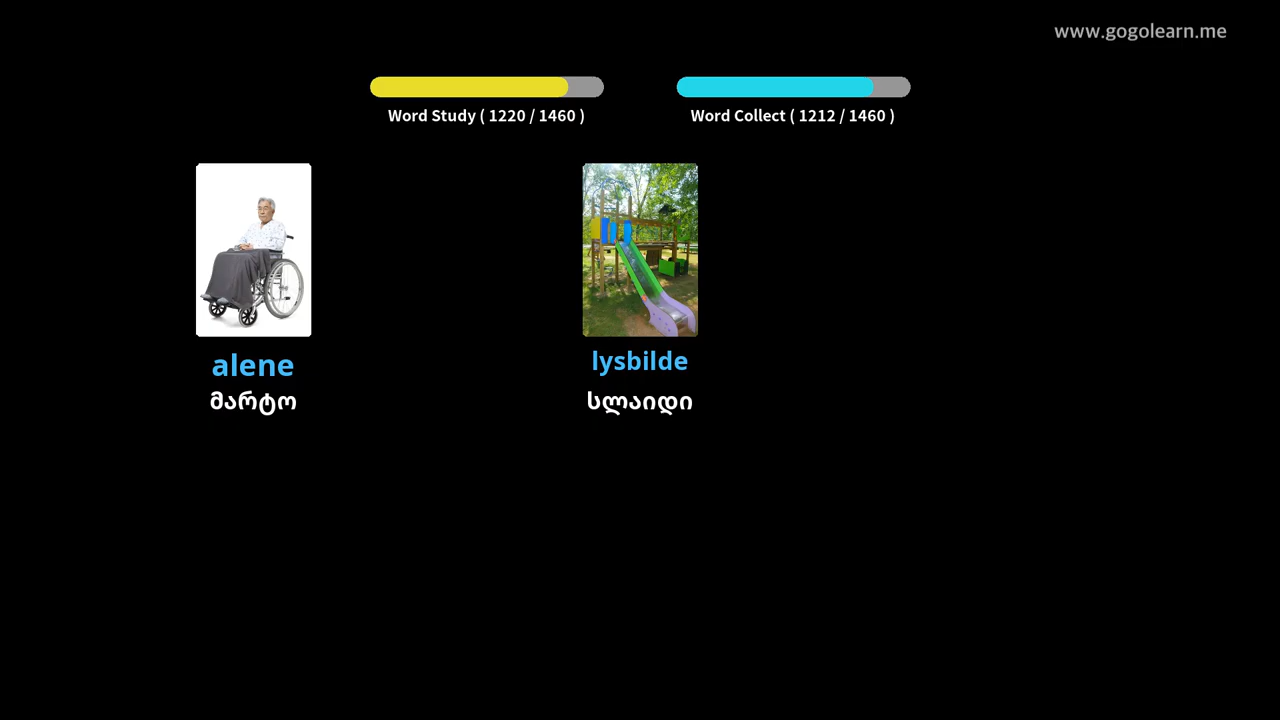 www.gogolearn.me
Word Study ( 1220 / 1460 )
Word Collect ( 1212 / 1460 )
alene
მარტო
lysbilde
სლაიდი